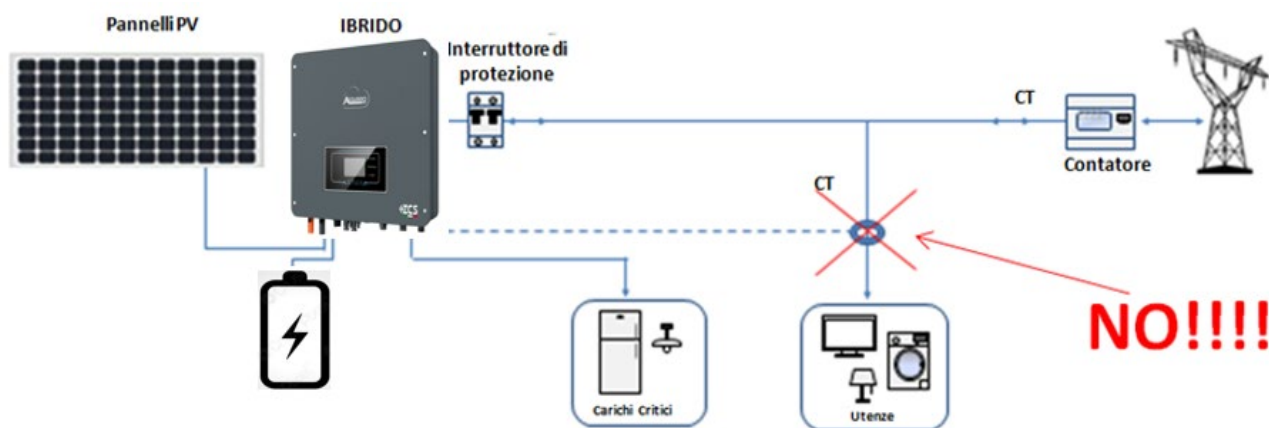 Pannelli PV
IBRIDO
Interruttore di
protezione
CT
Contatore
CT
NO!!!!
Carichi Critici
Utenze